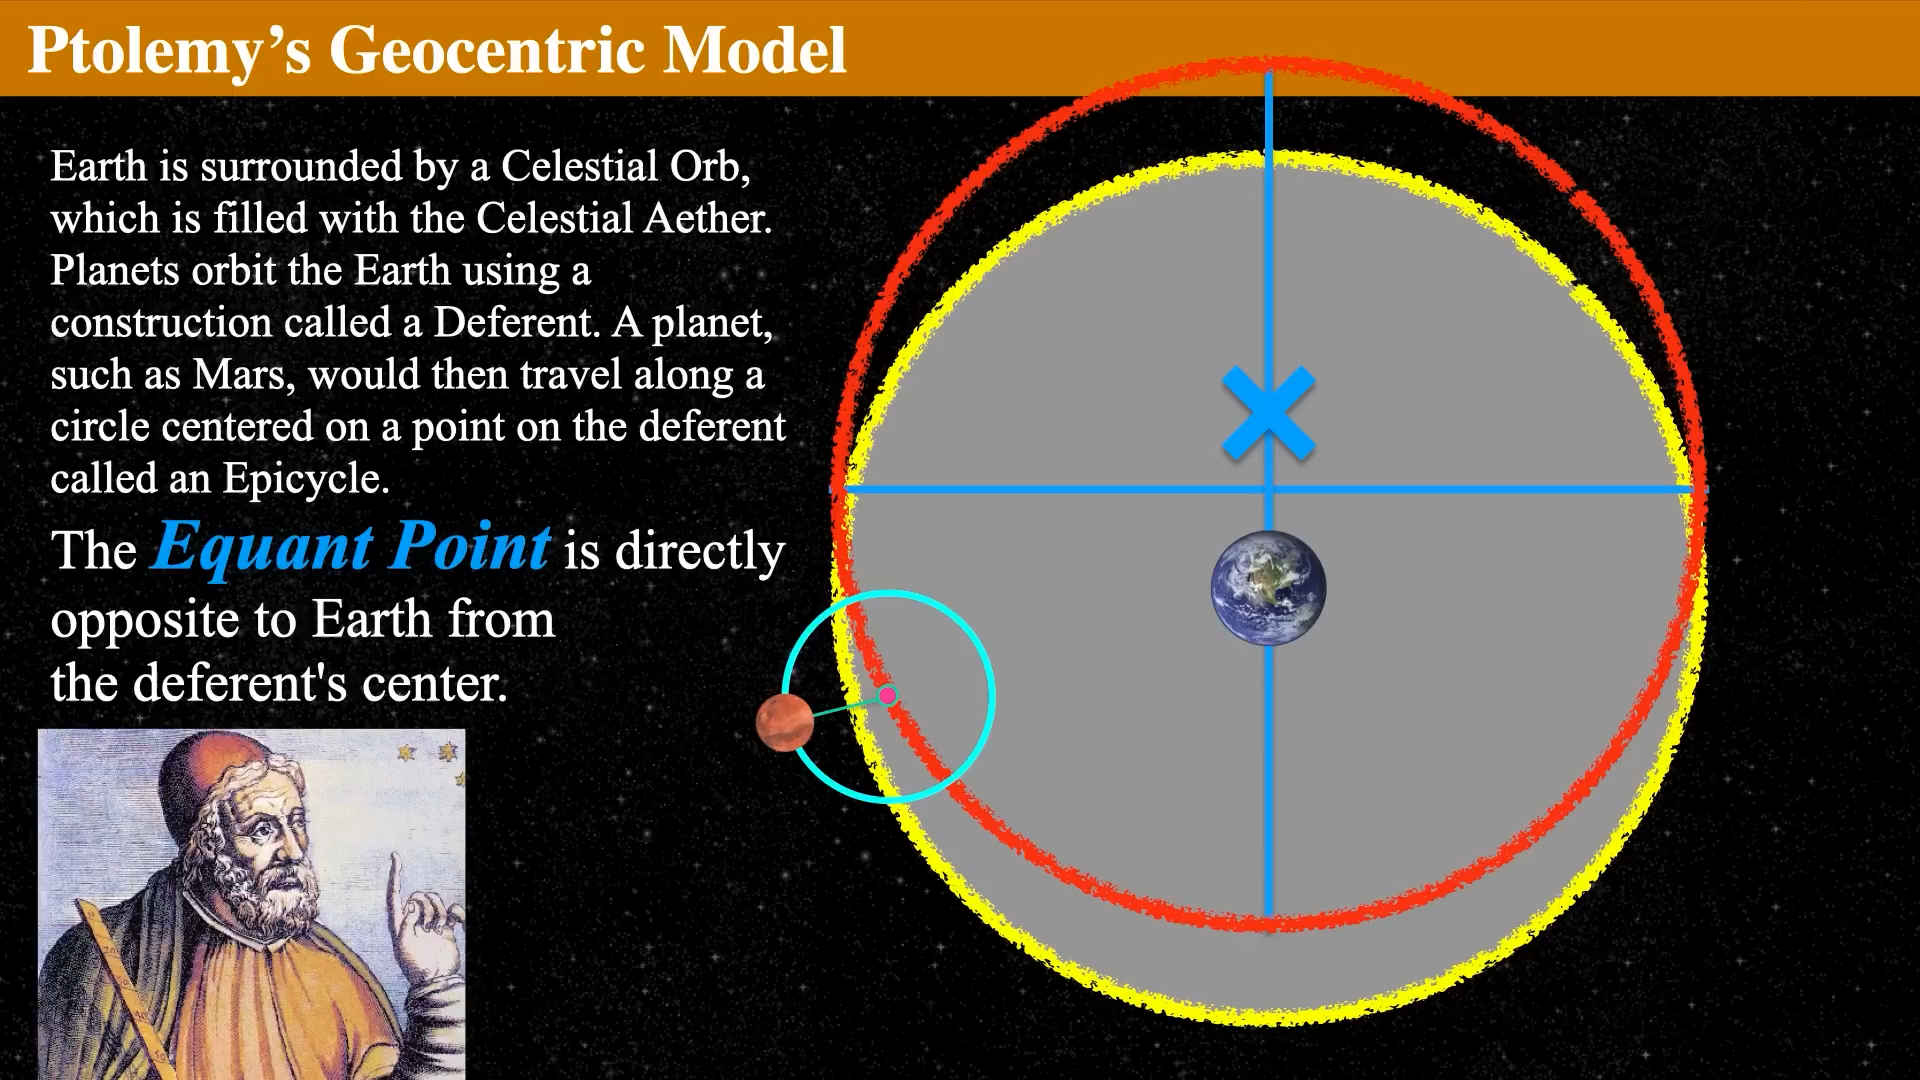 Ptolemy’s Geocentric Model
Earth is surrounded by a Celestial Orb,
which is filled with the Celestial Aether.
Planets orbit the Earth using a
construction called a Deferent. A planet,
such as Mars, would then travel along a
circle centered on a point on the deferent
called an Epicycle.
The Equant Point is directly
opposite to Earth from
the deferent's center.